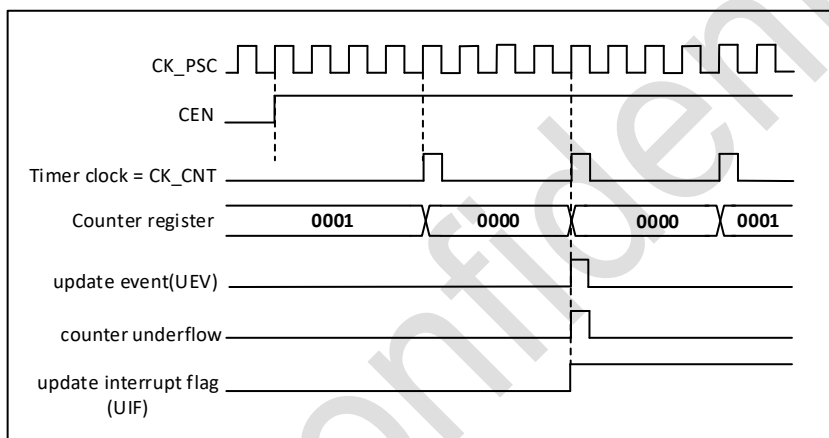 CK_PSC
CEN
Timer clock = CK_CNT
Counter register
0001 0000 0000 0001
update event(UEV)
counter underflow
update interrupt flag
(UIF)